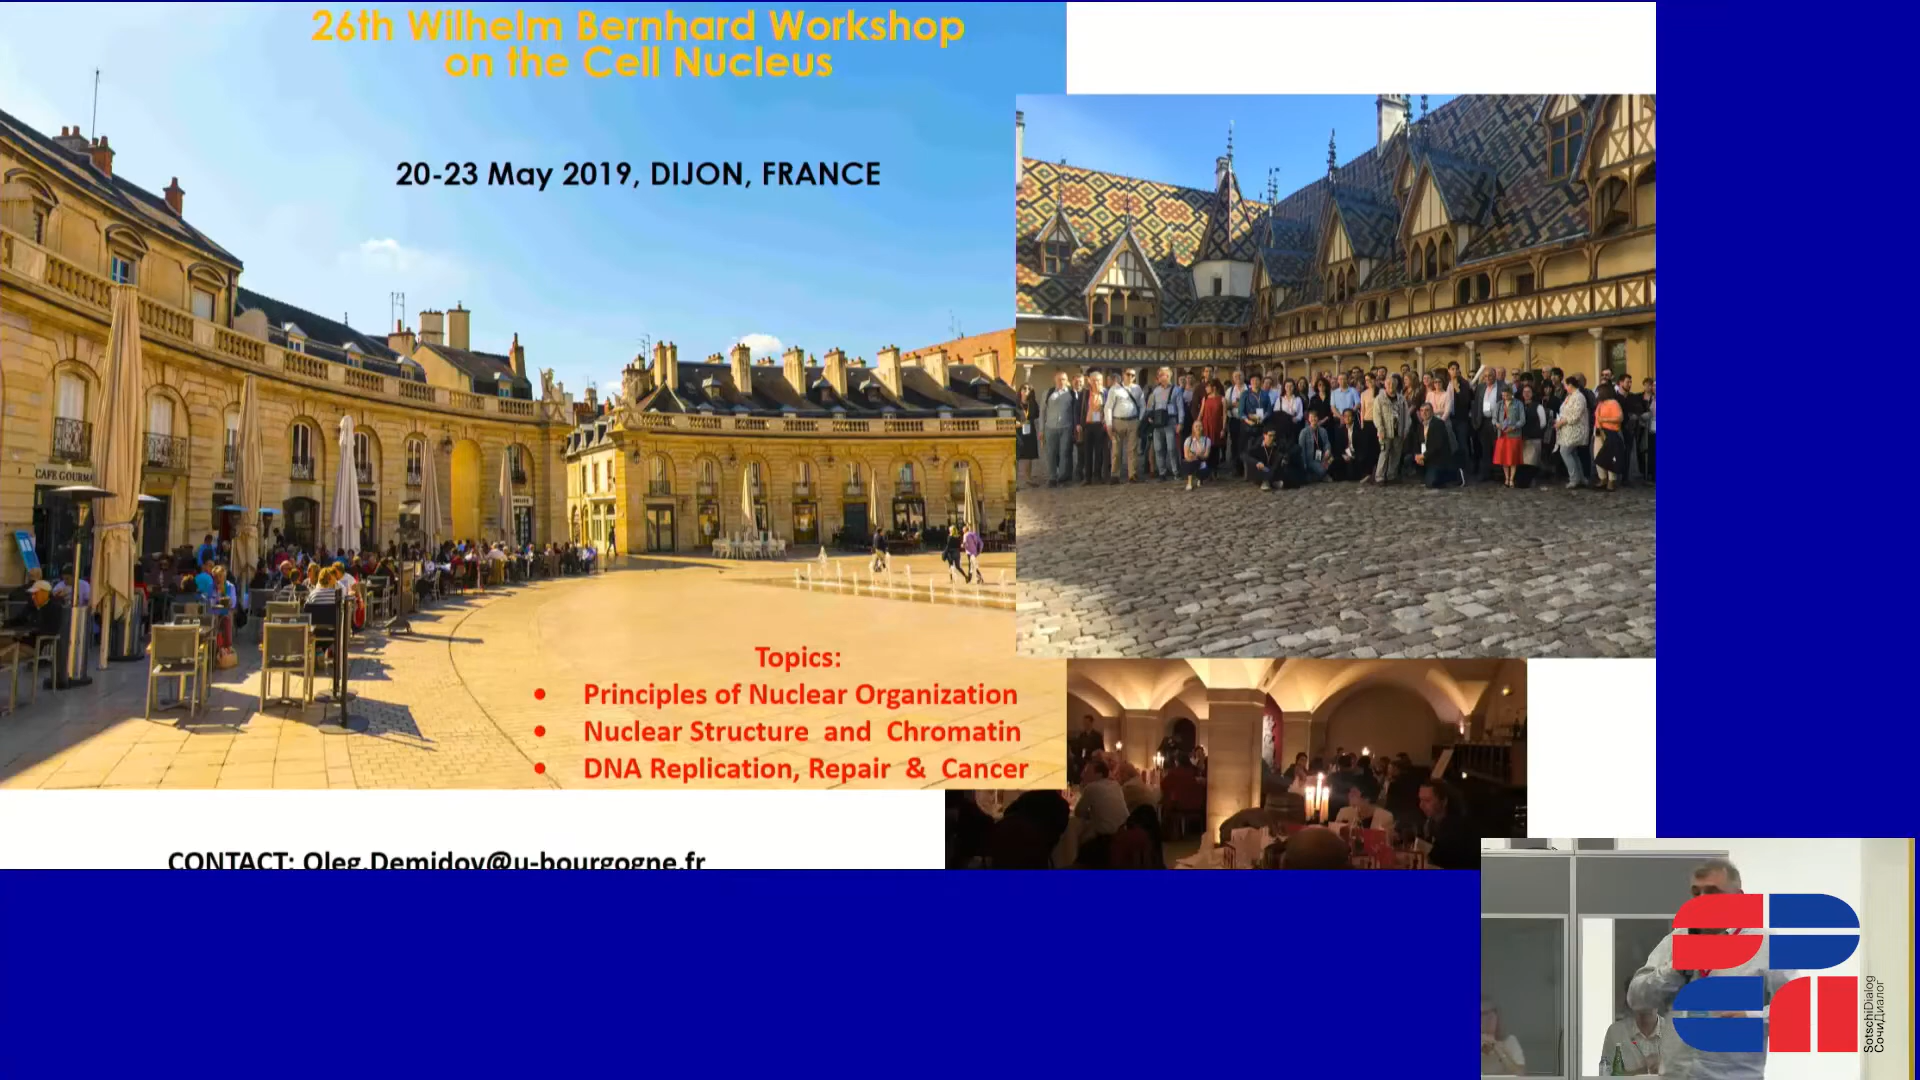 26th Wilhelm Bernhard Workshop
on the Cell Nucleus
20-23 May 2019, DIJON, FRANCE
CAFE GOURM
Topics:
• Principles of Nuclear Organization
• Nuclear Structure and Chromatin
• DNA Replication, Repair & Cancer
CONTACT: Oleg.Demidov@u-bourgogne.fr
SotschiDialog
СочиДиалог